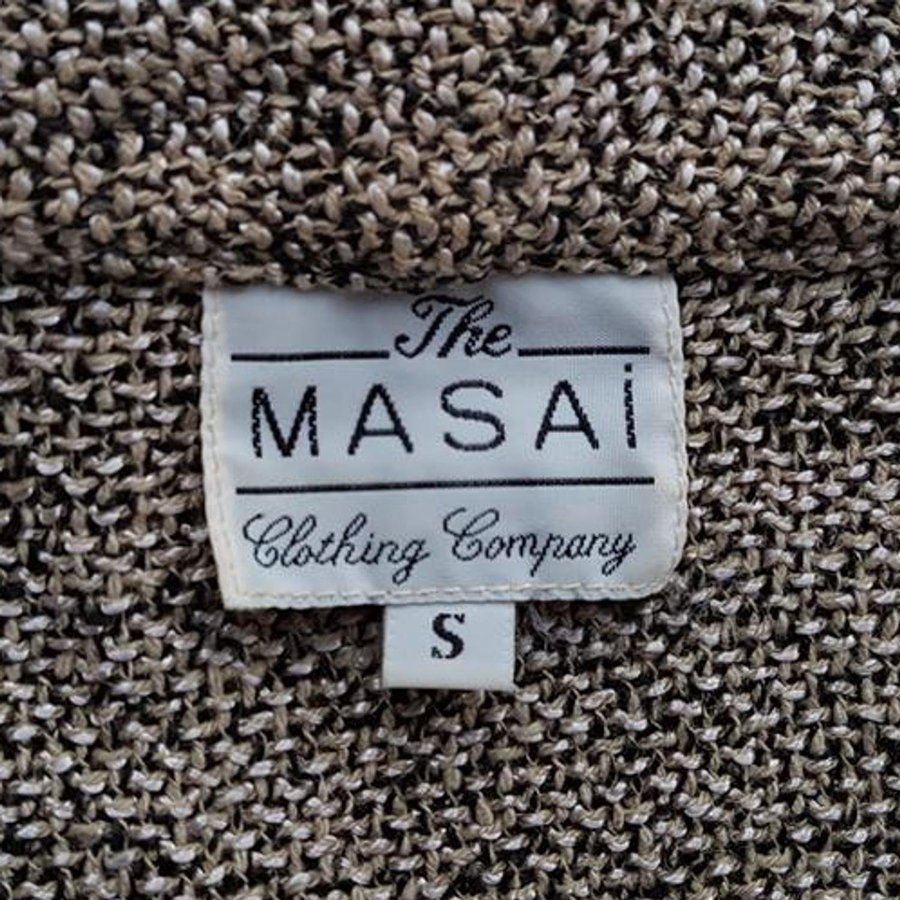 The
MASAi
Clothing Company
S